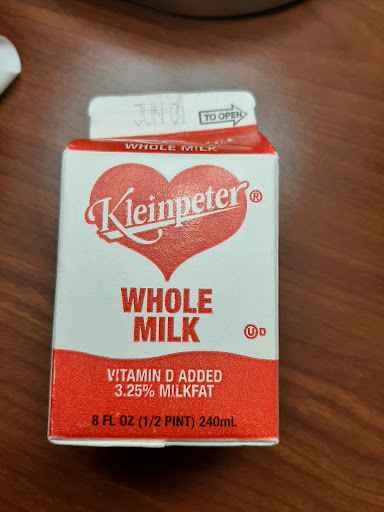 JUN 01
TO OPEN
WHOLE MILK
Kleinpeter®
WHOLE
MILK
U D
VITAMIN D ADDED
3.25% MILKFAT
8 FL OZ (1/2 PINT) 240mL